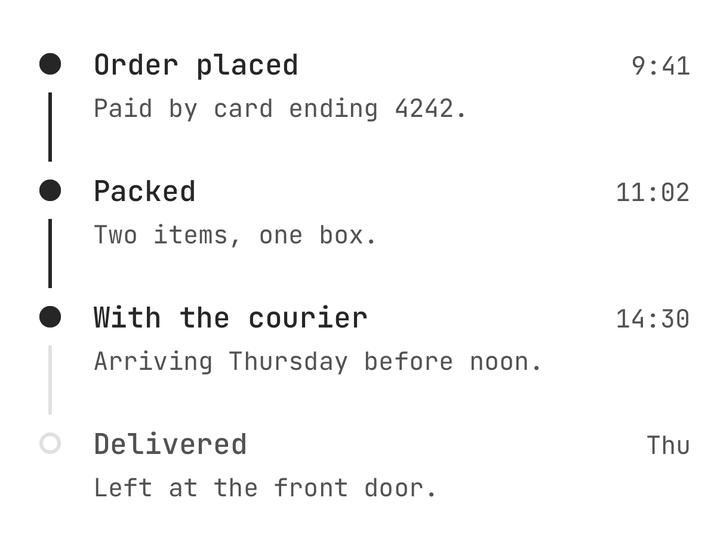 Order placed 9:41
Paid by card ending 4242.
Packed 11:02
Two items, one box.
With the courier 14:30
Arriving Thursday before noon.
Delivered Thu
Left at the front door.